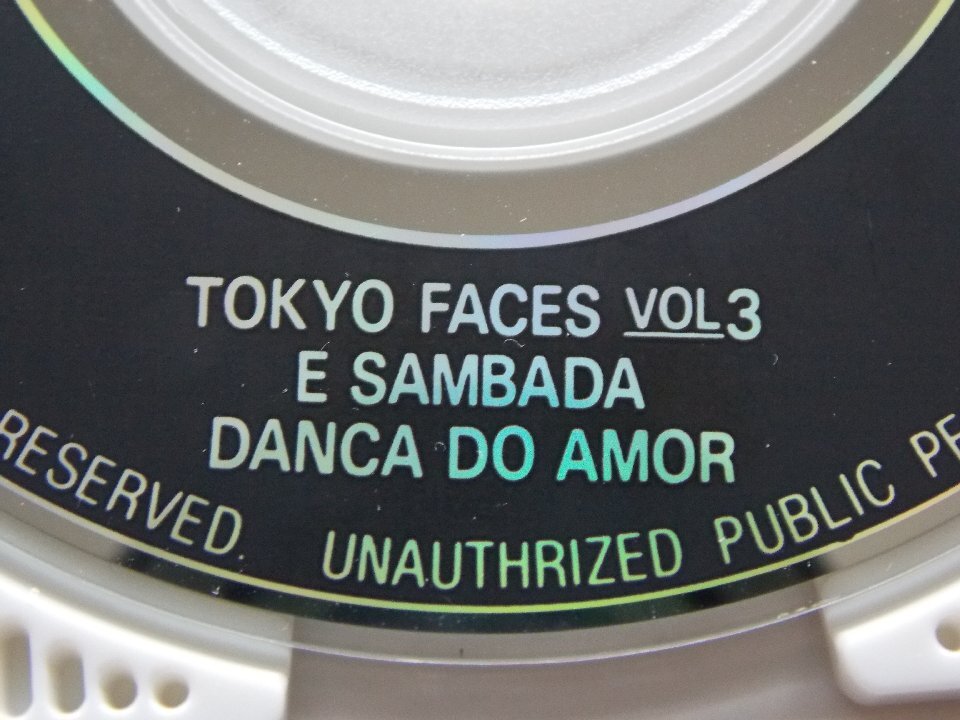 TOKYO FACES VOL3
E SAMBADA
DANCA DO AMOR
RESERVED. UNAUTHRIZED PUBLIC